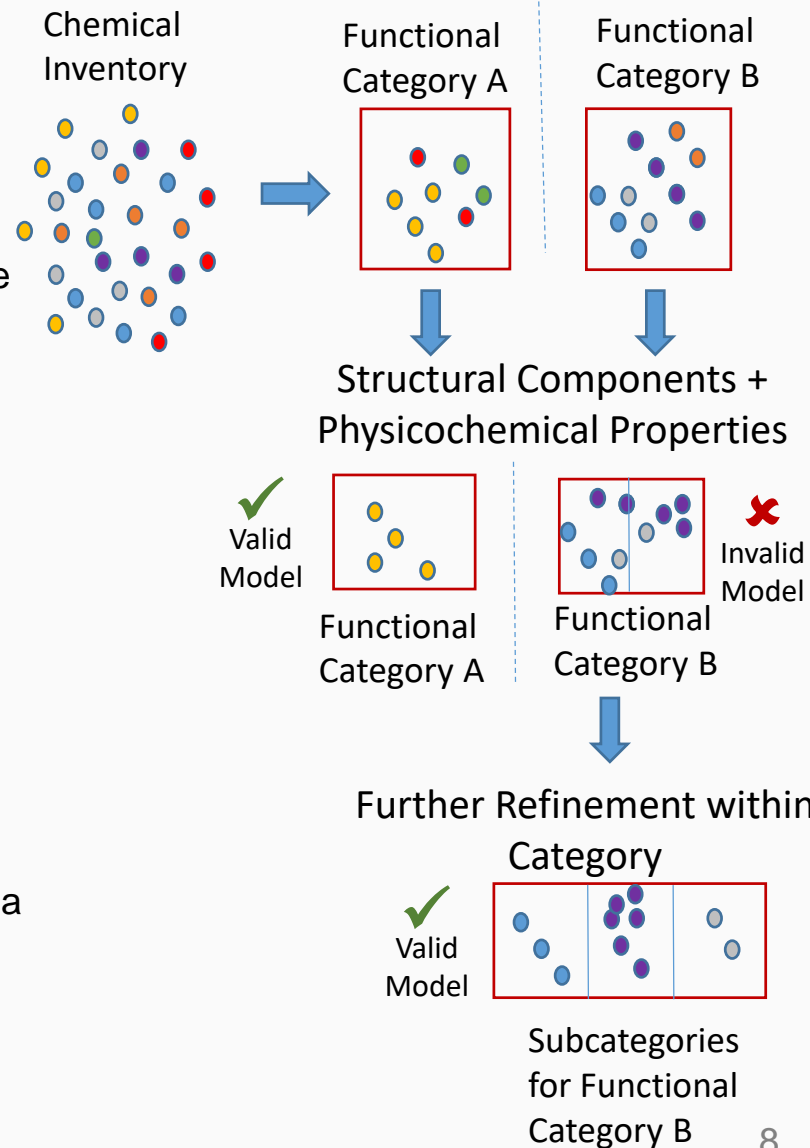 Chemical
Inventory
Functional
Category A
Functional
Category B
e
Structural Components +
Physicochemical Properties
Valid
Model
Invalid
Model
Functional
Category A
Functional
Category B
Further Refinement within
Category
a
Valid
Model
Subcategories
for Functional
Category B
8